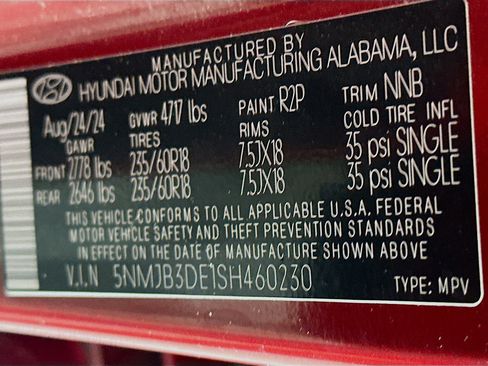 MANUFACTURED BY
HYUNDAI MOTOR MANUFACTURING ALABAMA, LLC
Aug/24/24 GVWR 4717 lbs PAINT R2P TRIM NNB
GAWR TIRES RIMS COLD TIRE INFL
FRONT 2778 lbs 235/60R18 7.5JX18 35 psi SINGLE
REAR 2646 lbs 235/60R18 7.5JX18 35 psi SINGLE
THIS VEHICLE CONFORMS TO ALL APPLICABLE U.S.A. FEDERAL
MOTOR VEHICLE SAFETY AND THEFT PREVENTION STANDARDS
IN EFFECT ON THE DATE OF MANUFACTURE SHOWN ABOVE
V.I.N 5NMJB3DE1SH460230 TYPE: MPV